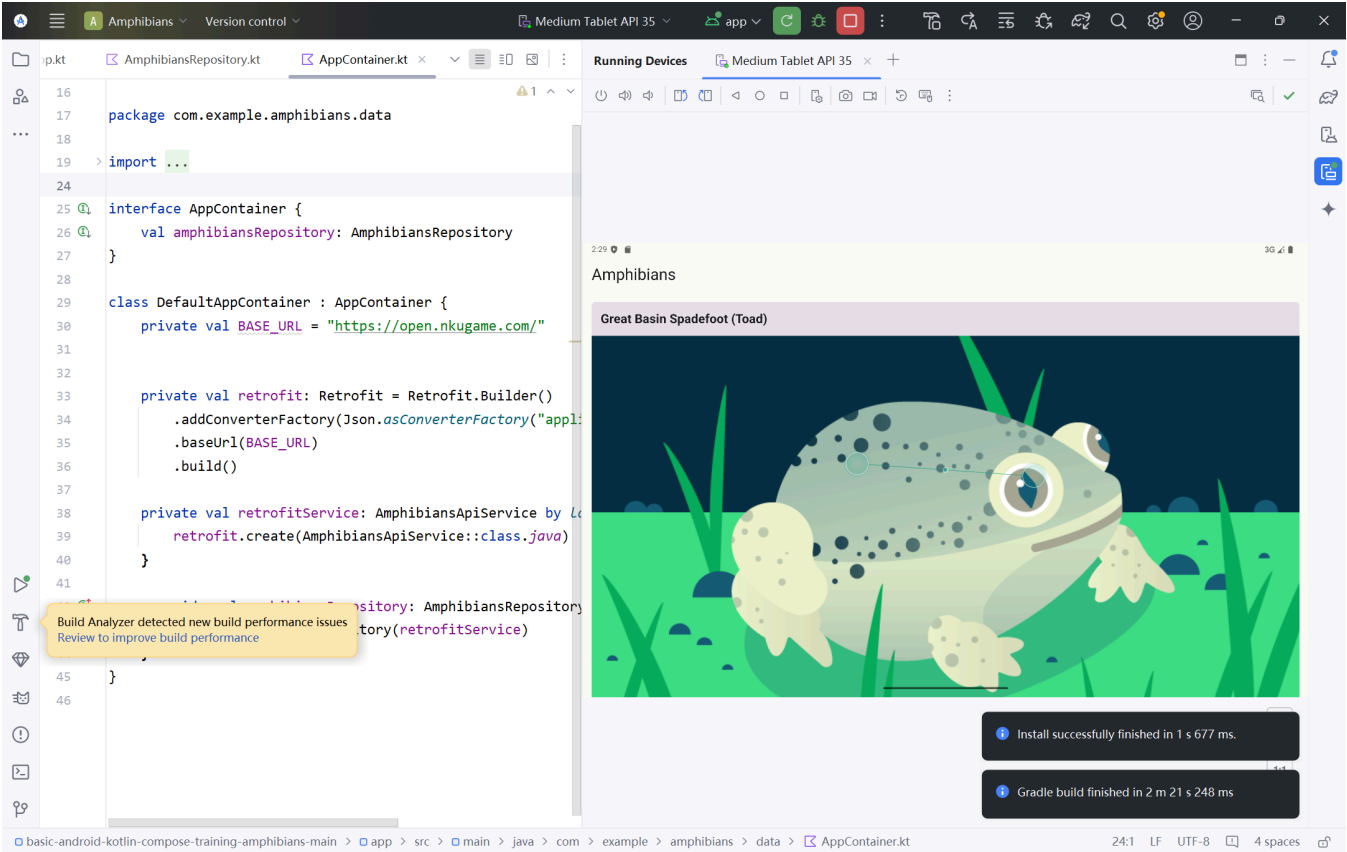 A Amphibians Version control Medium Tablet API 35 app
p.kt AmphibiansRepository.kt AppContainer.kt Running Devices Medium Tablet API 35
16 1
17 package com.example.amphibians.data
18
19 import ...
24
25 interface AppContainer {
26 val amphibiansRepository: AmphibiansRepository
27 }
28
29 class DefaultAppContainer : AppContainer {
30 private val BASE_URL = "https://open.nkugame.com/"
31
32
33 private val retrofit: Retrofit = Retrofit.Builder()
34 .addConverterFactory(Json.asConverterFactory("appli
35 .baseUrl(BASE_URL)
36 .build()
37
38 private val retrofitService: AmphibiansApiService by la
39 retrofit.create(AmphibiansApiService::class.java)
40 }
41
Repository: AmphibiansRepository
tory(retrofitService)
45 }
46
Build Analyzer detected new build performance issues
Review to improve build performance
2:29 3G
Amphibians
Great Basin Spadefoot (Toad)
Install successfully finished in 1 s 677 ms.
Gradle build finished in 2 m 21 s 248 ms
basic-android-kotlin-compose-training-amphibians-main > app > src > main > java > com > example > amphibians > data > AppContainer.kt 24:1 LF UTF-8 4 spaces